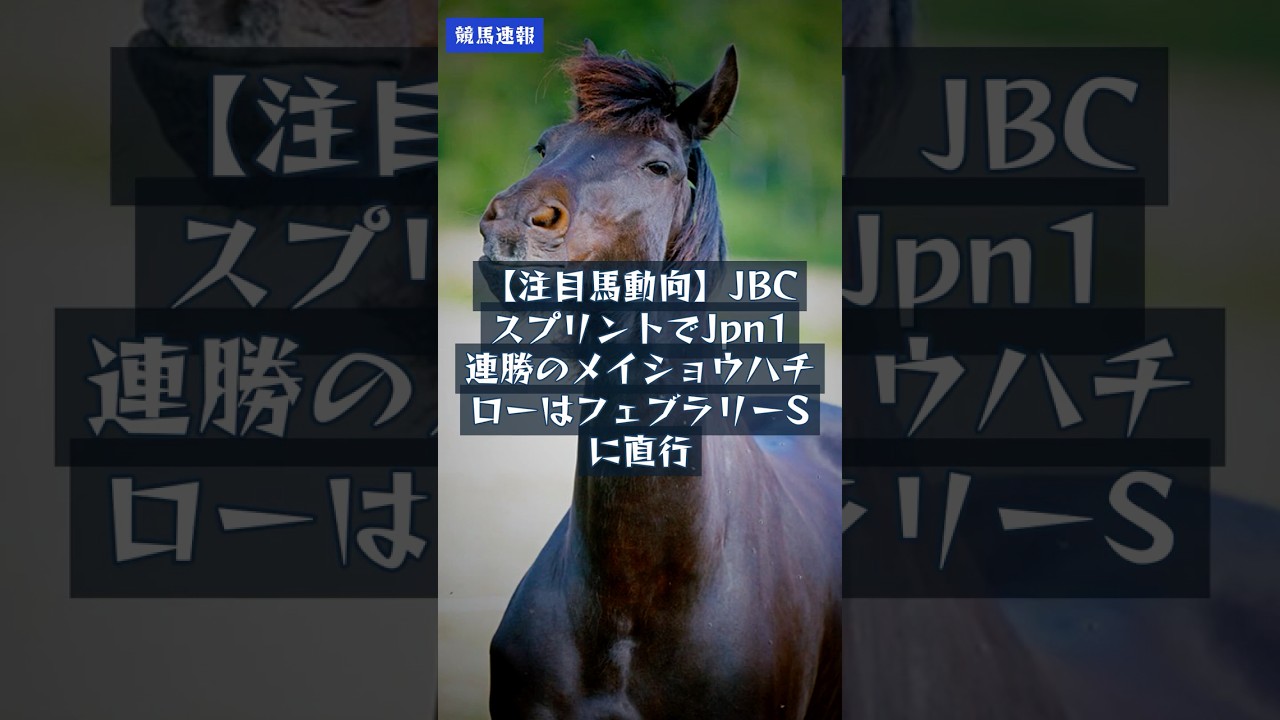 競馬速報
【注目馬動向】JBC
スプリントでJpn1
連勝のメイショウハチ
ローはフェブラリーS
に直行